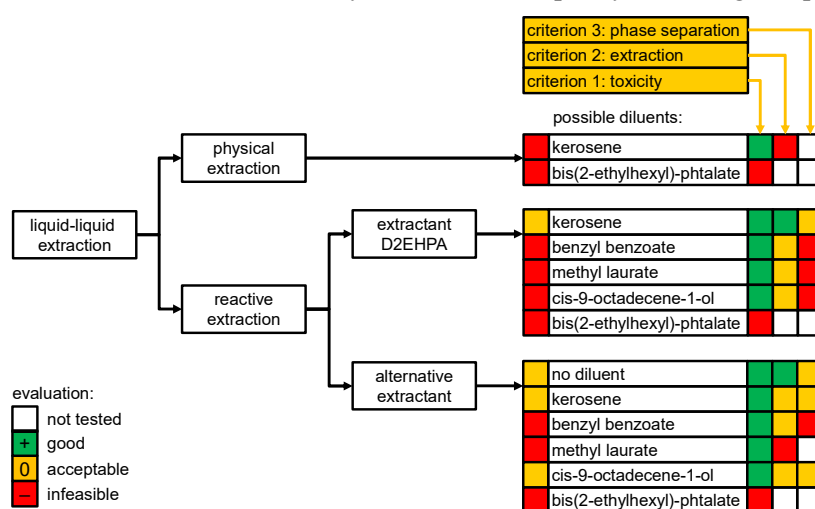 criterion 3: phase separation
criterion 2: extraction
criterion 1: toxicity
possible diluents:
physical
extraction
kerosene
bis(2-ethylhexyl)-phtalate
liquid-liquid
extraction
extractant
D2EHPA
kerosene
benzyl benzoate
methyl laurate
cis-9-octadecene-1-ol
bis(2-ethylhexyl)-phtalate
reactive
extraction
alternative
extractant
no diluent
kerosene
benzyl benzoate
methyl laurate
cis-9-octadecene-1-ol
bis(2-ethylhexyl)-phtalate
evaluation:
not tested
+ good
0 acceptable
– infeasible